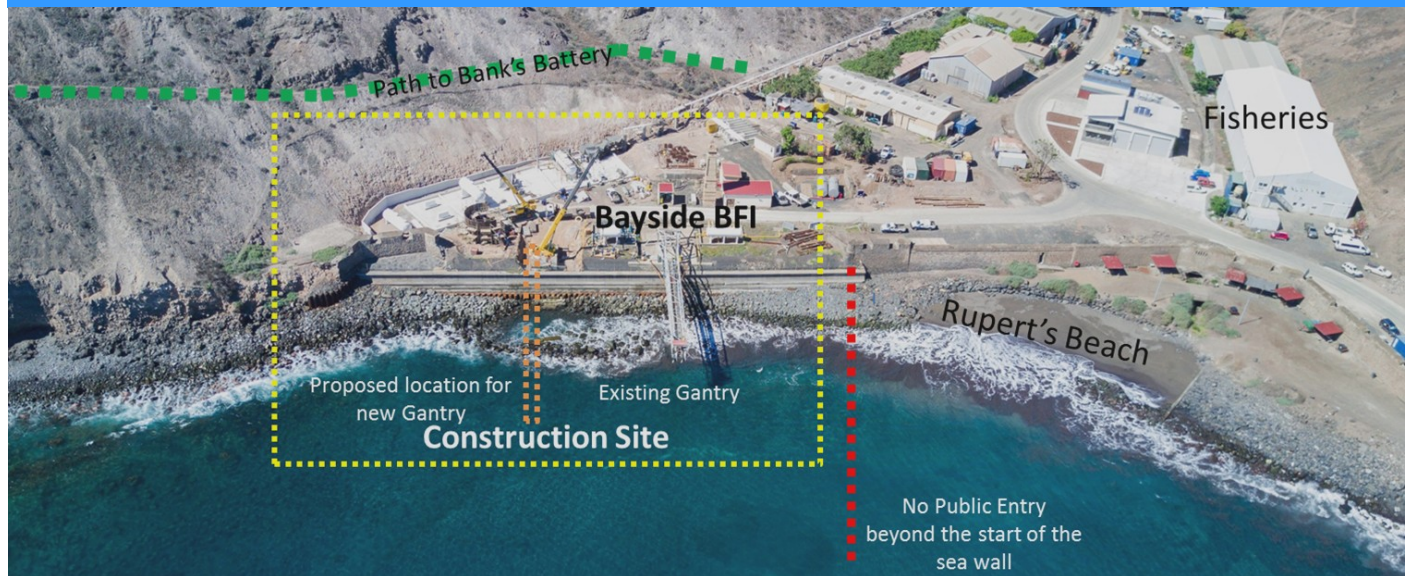 Path to Bank's Battery
Fisheries
Bayside BFI
Rupert's Beach
Proposed location for
new Gantry
Existing Gantry
Construction Site
No Public Entry
beyond the start of the
sea wall